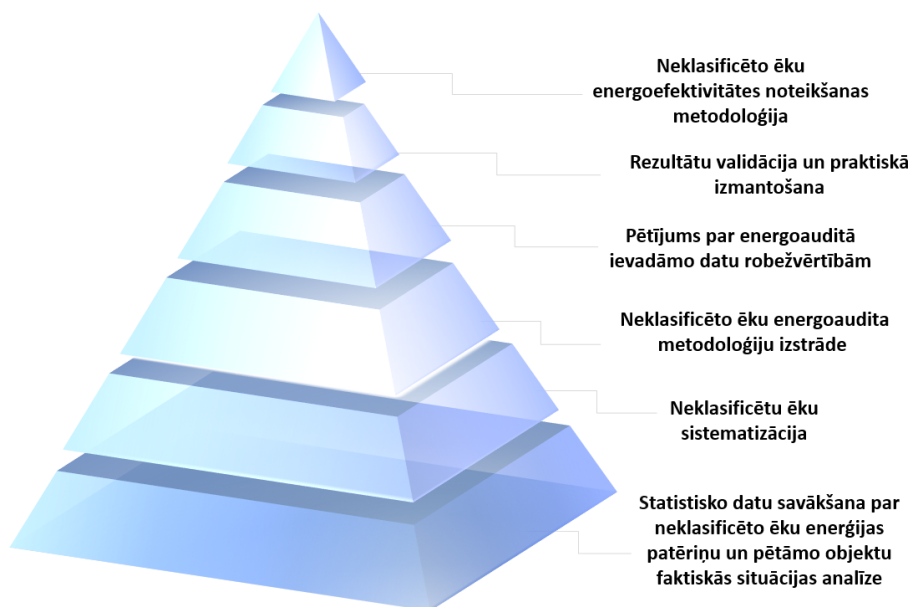 Neklasificēto ēku
energoefektivitātes noteikšanas
metodoloģija
Rezultātu validācija un praktiskā
izmantošana
Pētījums par energoauditā
ievadāmo datu robežvērtībām
Neklasificēto ēku energoaudita
metodoloģiju izstrāde
Neklasificētu ēku
sistematizācija
Statistisko datu savākšana par
neklasificēto ēku enerģijas
patēriņu un pētāmo objektu
faktiskās situācijas analīze